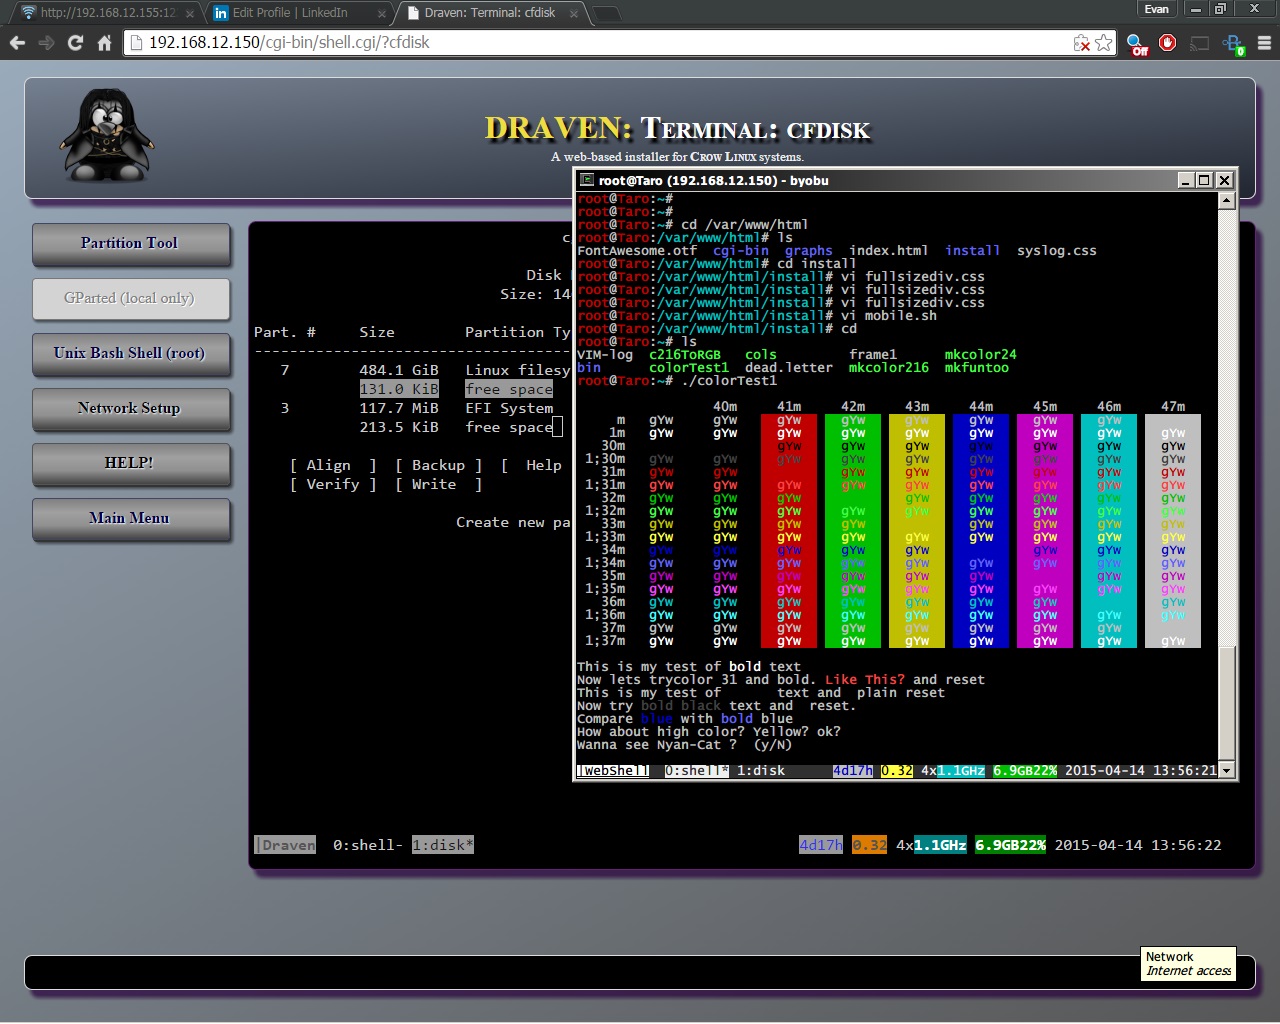 http://192.168.12.155:12
Edit Profile | LinkedIn
Draven: Terminal: cfdisk
Evan
192.168.12.150/cgi-bin/shell.cgi/?cfdisk
Off
0
DRAVEN: Terminal: cfdisk
A web-based installer for Crow Linux systems.
Partition Tool
GParted (local only)
Unix Bash Shell (root)
Network Setup
HELP!
Main Menu
Disk
Size: 14
Part. # Size Partition Ty
7 484.1 GiB Linux filesy
131.0 KiB free space
3 117.7 MiB EFI System
213.5 KiB free space
[ Align ] [ Backup ] [ Help
[ Verify ] [ Write ]
Create new pa
|Draven 0:shell- 1:disk* 4d17h 0.32 4x1.1GHz 6.9GB22% 2015-04-14 13:56:22
root@Taro (192.168.12.150) - byobu
root@Taro:~#
root@Taro:~#
root@Taro:~# cd /var/www/html
root@Taro:/var/www/html# ls
FontAwesome.otf cgi-bin graphs index.html install syslog.css
root@Taro:/var/www/html# cd install
root@Taro:/var/www/html/install# vi fullsizediv.css
root@Taro:/var/www/html/install# vi fullsizediv.css
root@Taro:/var/www/html/install# vi fullsizediv.css
root@Taro:/var/www/html/install# vi mobile.sh
root@Taro:/var/www/html/install# cd
root@Taro:~# ls
VIM-log c216ToRGB cols frame1 mkcolor24
bin colorTest1 dead.letter mkcolor216 mkfuntoo
root@Taro:~# ./colorTest1
40m 41m 42m 43m 44m 45m 46m 47m
m gYw gYw gYw gYw gYw gYw gYw gYw gYw
1m gYw gYw gYw gYw gYw gYw gYw gYw gYw
30m gYw gYw gYw gYw gYw gYw gYw
1;30m gYw gYw gYw gYw gYw gYw gYw gYw gYw
31m gYw gYw gYw gYw gYw gYw gYw gYw
1;31m gYw gYw gYw gYw gYw gYw gYw gYw gYw
32m gYw gYw gYw gYw gYw gYw gYw gYw
1;32m gYw gYw gYw gYw gYw gYw gYw gYw gYw
33m gYw gYw gYw gYw gYw gYw gYw gYw
1;33m gYw gYw gYw gYw gYw gYw gYw gYw gYw
34m gYw gYw gYw gYw gYw gYw gYw gYw
1;34m gYw gYw gYw gYw gYw gYw gYw gYw gYw
35m gYw gYw gYw gYw gYw gYw gYw gYw
1;35m gYw gYw gYw gYw gYw gYw gYw gYw gYw
36m gYw gYw gYw gYw gYw gYw gYw gYw
1;36m gYw gYw gYw gYw gYw gYw gYw gYw gYw
37m gYw gYw gYw gYw gYw gYw gYw gYw
1;37m gYw gYw gYw gYw gYw gYw gYw gYw gYw
This is my test of bold text
Now lets trycolor 31 and bold. Like This? and reset
This is my test of text and plain reset
Now try bold black text and reset.
Compare blue with bold blue
How about high color? Yellow? ok?
Wanna see Nyan-Cat ? (y/N)
|WebShell 0:shell* 1:disk 4d17h 0.32 4x1.1GHz 6.9GB22% 2015-04-14 13:56:21
Network
Internet access